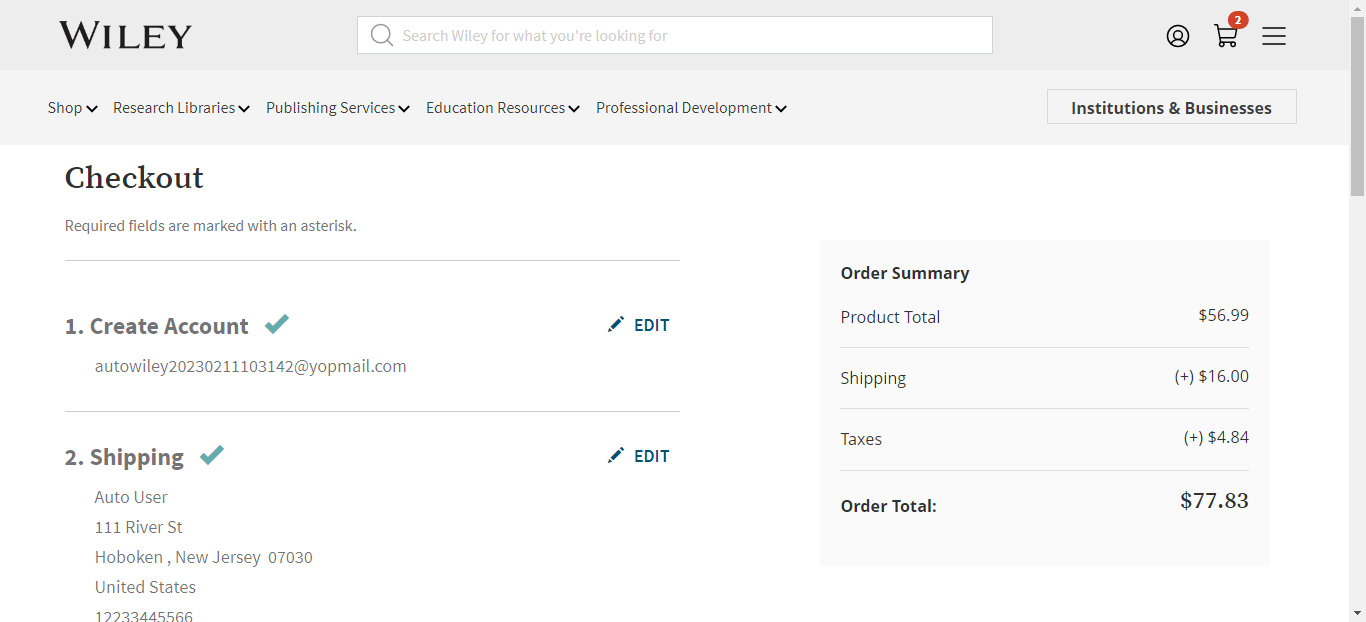 WILEY
Search Wiley for what you're looking for
2
Shop Research Libraries Publishing Services Education Resources Professional Development Institutions & Businesses
Checkout
Required fields are marked with an asterisk.
1. Create Account EDIT
autowiley20230211103142@yopmail.com
2. Shipping EDIT
Auto User
111 River St
Hoboken , New Jersey 07030
United States
12233445566
Order Summary
Product Total $56.99
Shipping (+) $16.00
Taxes (+) $4.84
Order Total: $77.83